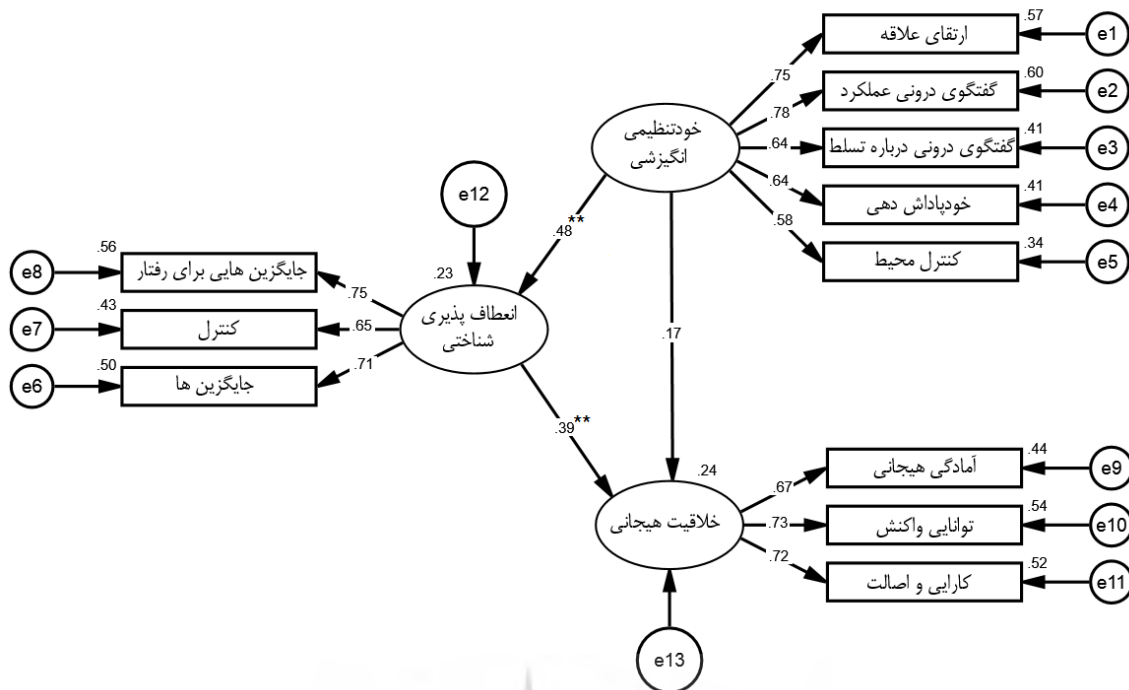 ارتقای علاقه
.57
e1
.75
گفتگوی درونی عملکرد
.60
e2
.78
گفتگوی درونی درباره تسلط
.41
e3
.64
خودپاداش دهی
.41
e4
.64
کنترل محیط
.34
e5
.58
خودتنظیمی
انگیزشی
e12
.48**
.23
انعطاف پذیری
شناختی
.17
e8
.56
جایگزین هایی برای رفتار
.75
e7
.43
کنترل
.65
e6
.50
جایگزین ها
.71
.39**
.24
خلاقیت هیجانی
آمادگی هیجانی
.44
e9
.67
توانایی واکنش
.54
e10
.73
کارایی و اصالت
.52
e11
.72
e13